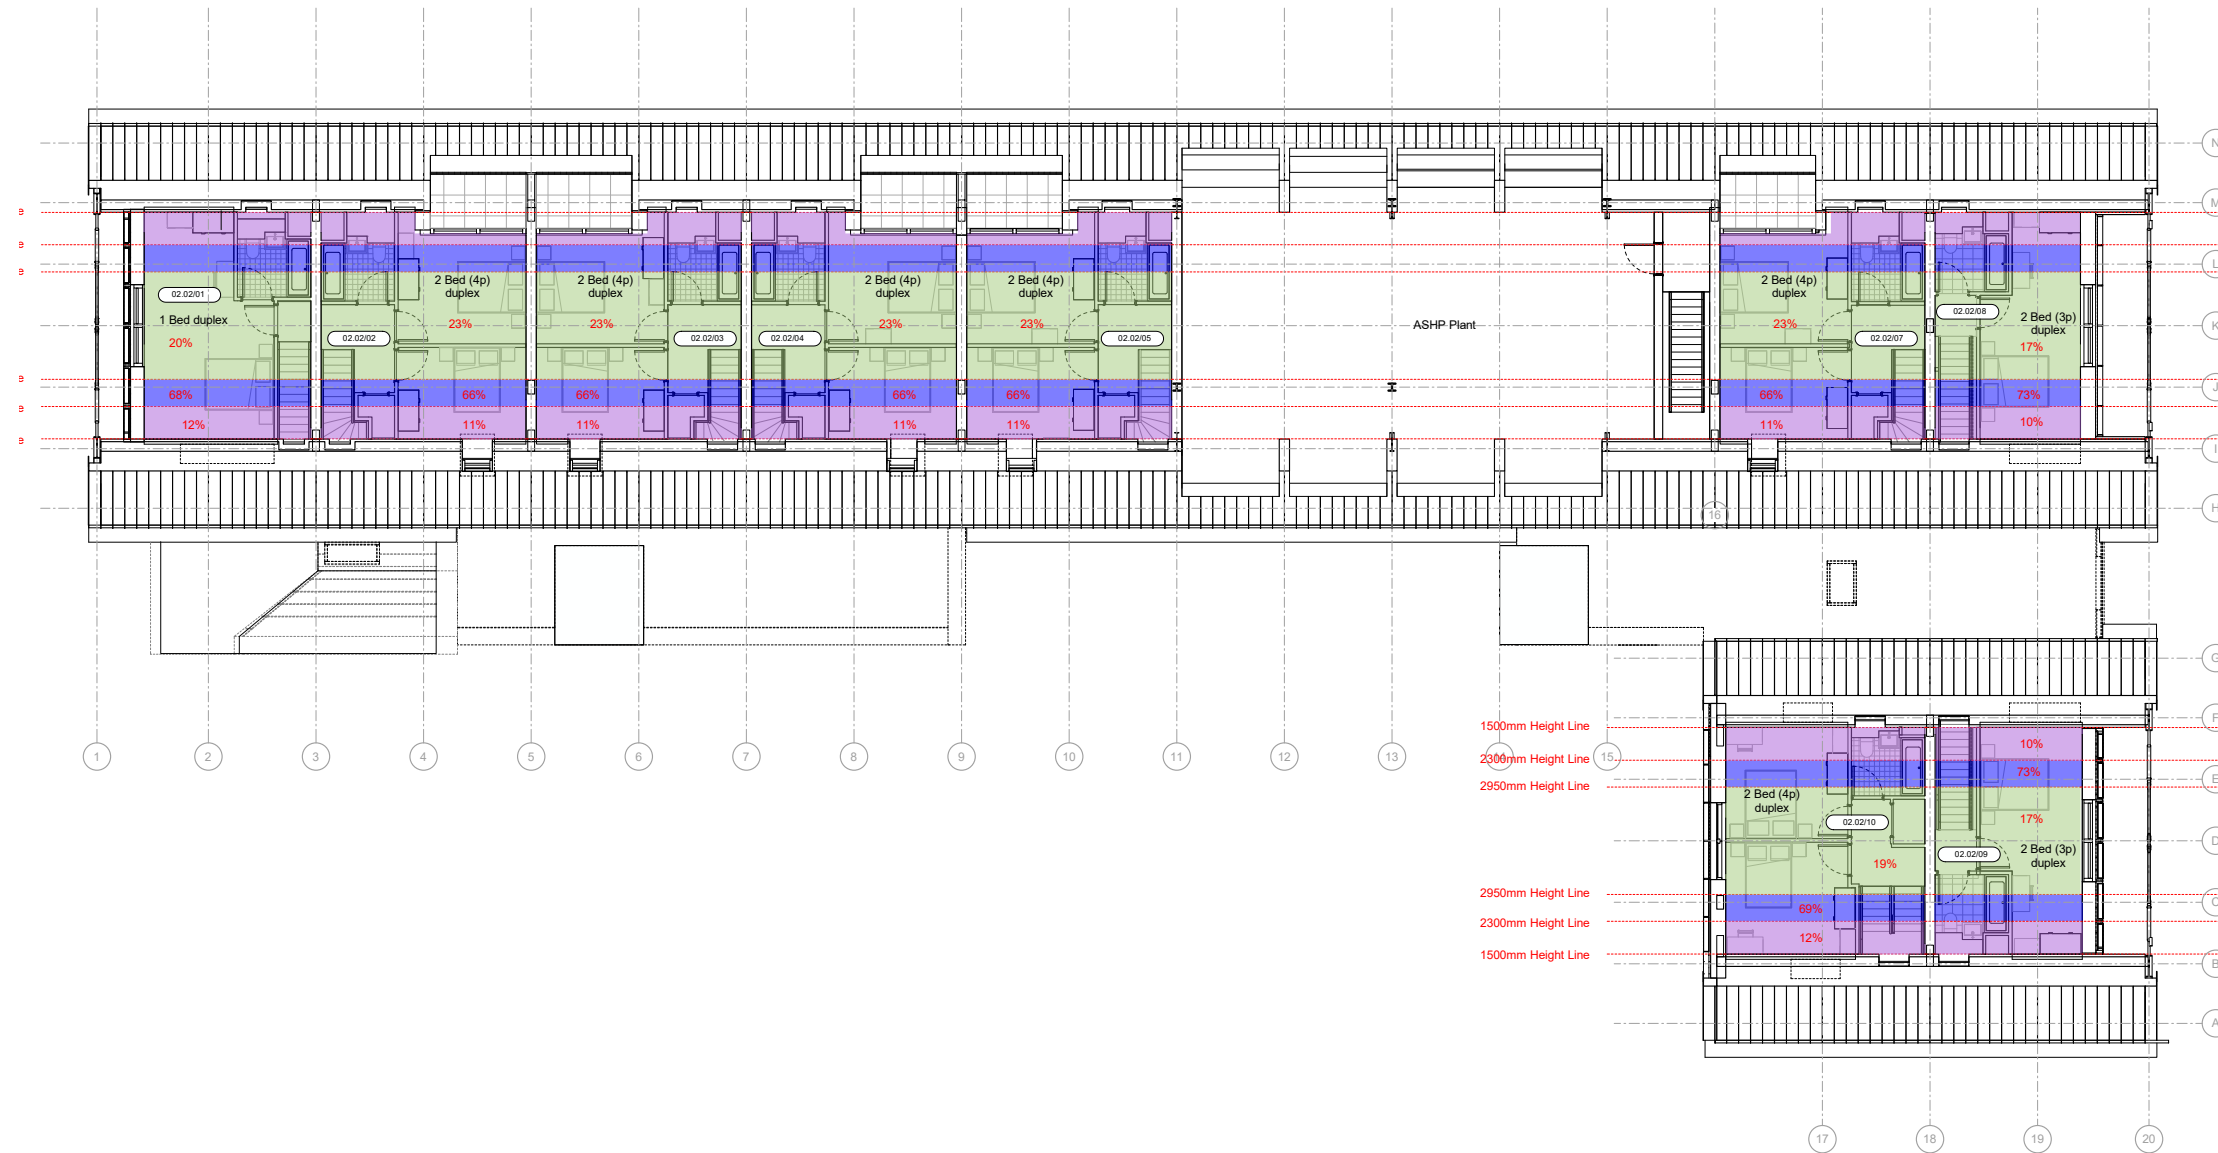 N
M
L
K
J
I
H
2 Bed (4p)
duplex
2 Bed (4p)
duplex
2 Bed (4p)
duplex
2 Bed (4p)
duplex
2 Bed (4p)
duplex
02.02/01
1 Bed duplex
20%
68%
12%
02.02/02
23%
66%
11%
23%
66%
11%
02.02/03
02.02/04
23%
66%
11%
23%
66%
11%
02.02/05
ASHP Plant
23%
66%
11%
02.02/07
02.02/08
2 Bed (3p)
duplex
17%
73%
10%
16
G
F
E
D
C
B
A
1
2
3
4
5
6
7
8
9
10
11
12
13
14
15
1500mm Height Line
2300mm Height Line
2950mm Height Line
2950mm Height Line
2300mm Height Line
1500mm Height Line
2 Bed (4p)
duplex
02.02/10
19%
69%
12%
10%
73%
17%
02.02/09
2 Bed (3p)
duplex
17
18
19
20